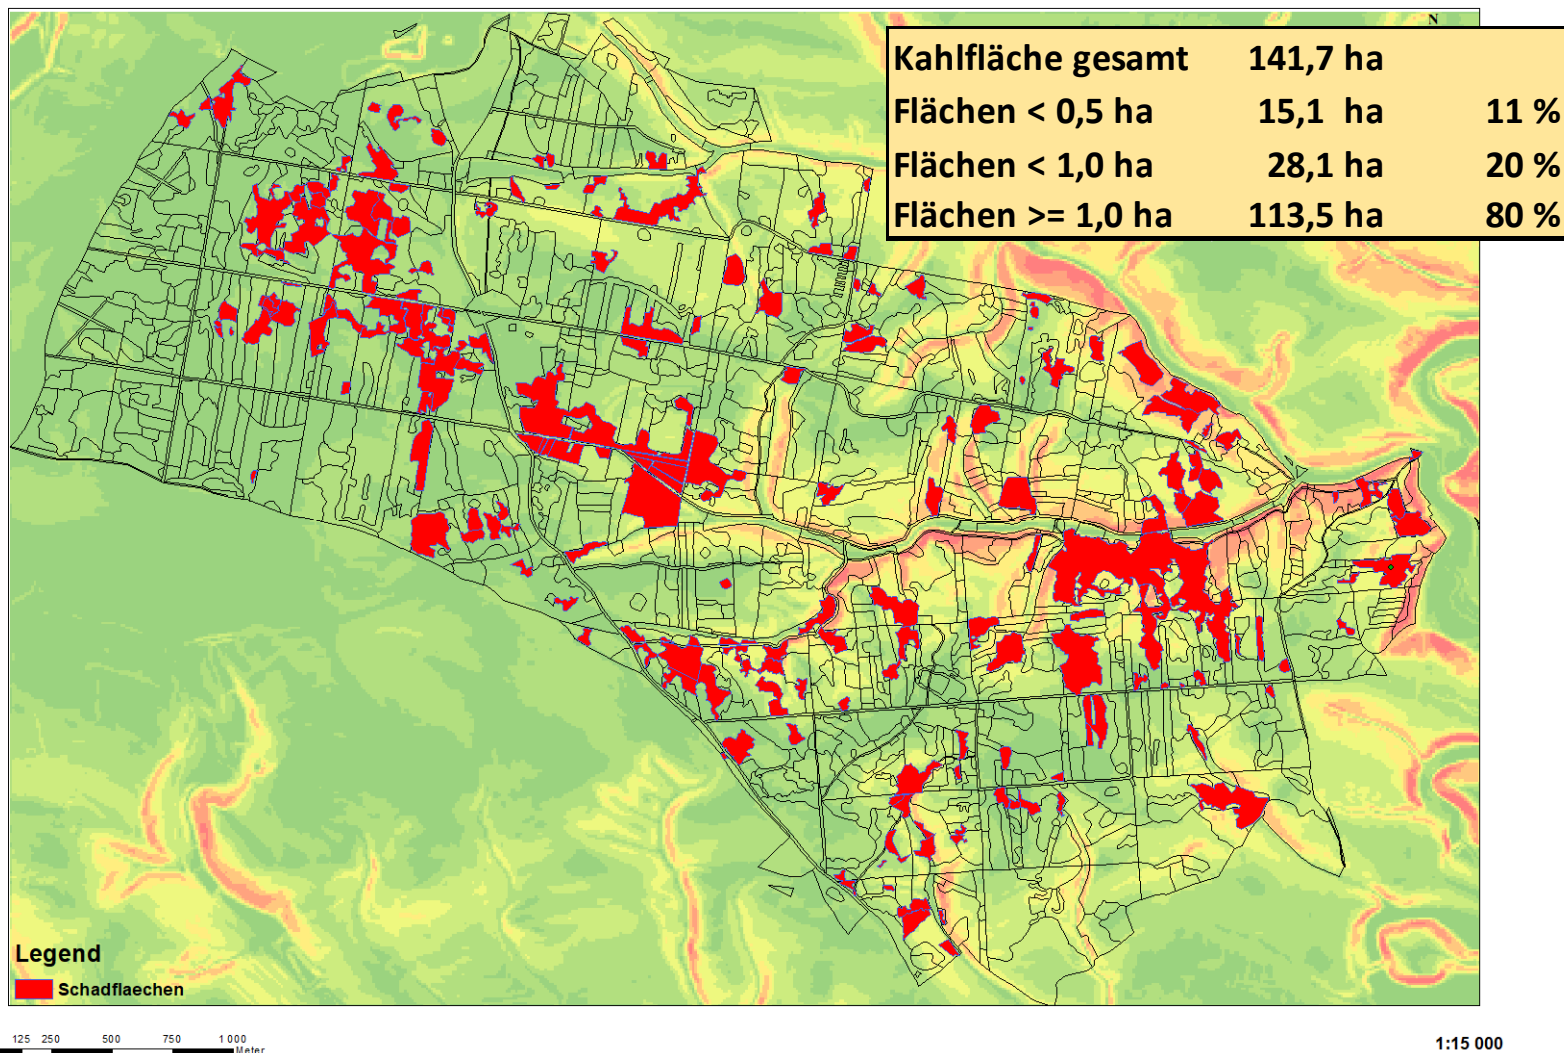 N
Kahlfläche gesamt 141,7 ha
Flächen < 0,5 ha 15,1 ha 11 %
Flächen < 1,0 ha 28,1 ha 20 %
Flächen >= 1,0 ha 113,5 ha 80 %
Legend
Schadflaechen
125 250 500 750 1 000
Meter
1:15 000